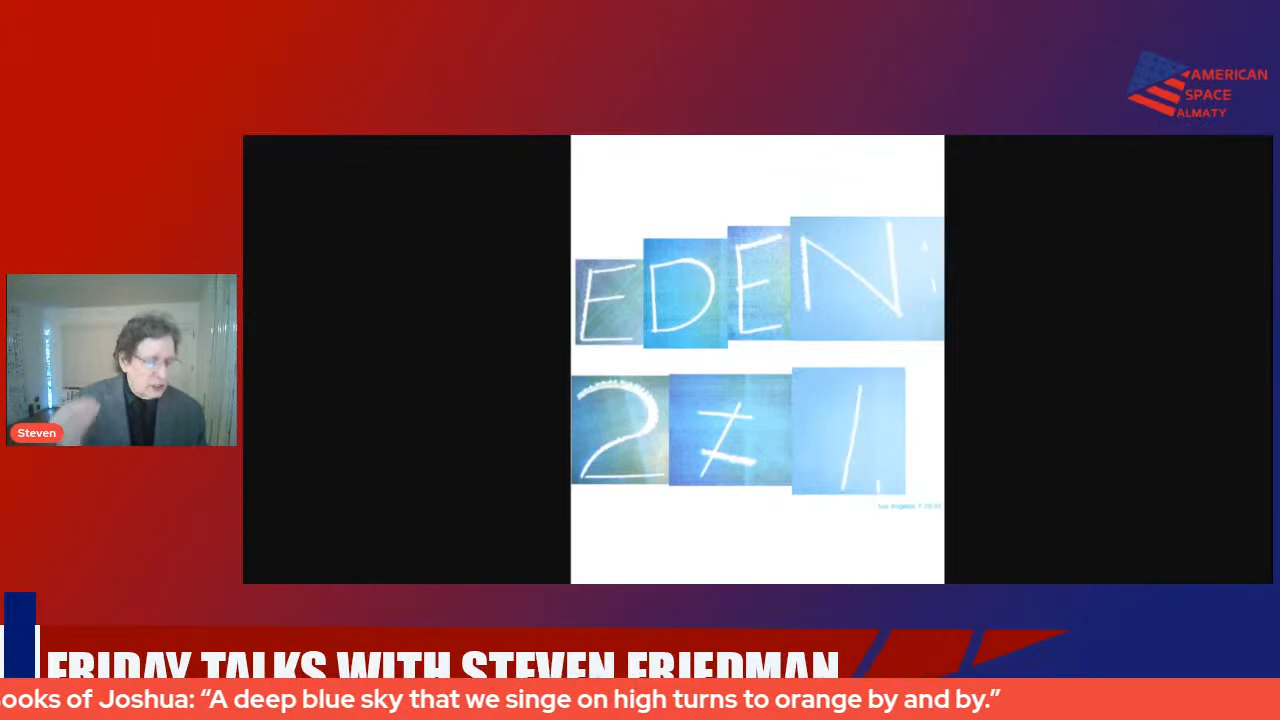 AMERICAN
SPACE
ALMATY
EDEN:
2 ≠ 1.
Steven
FRIDAY TALKS WITH STEVEN FRIEDMAN
ooks of Joshua: “A deep blue sky that we singe on high turns to orange by and by.”